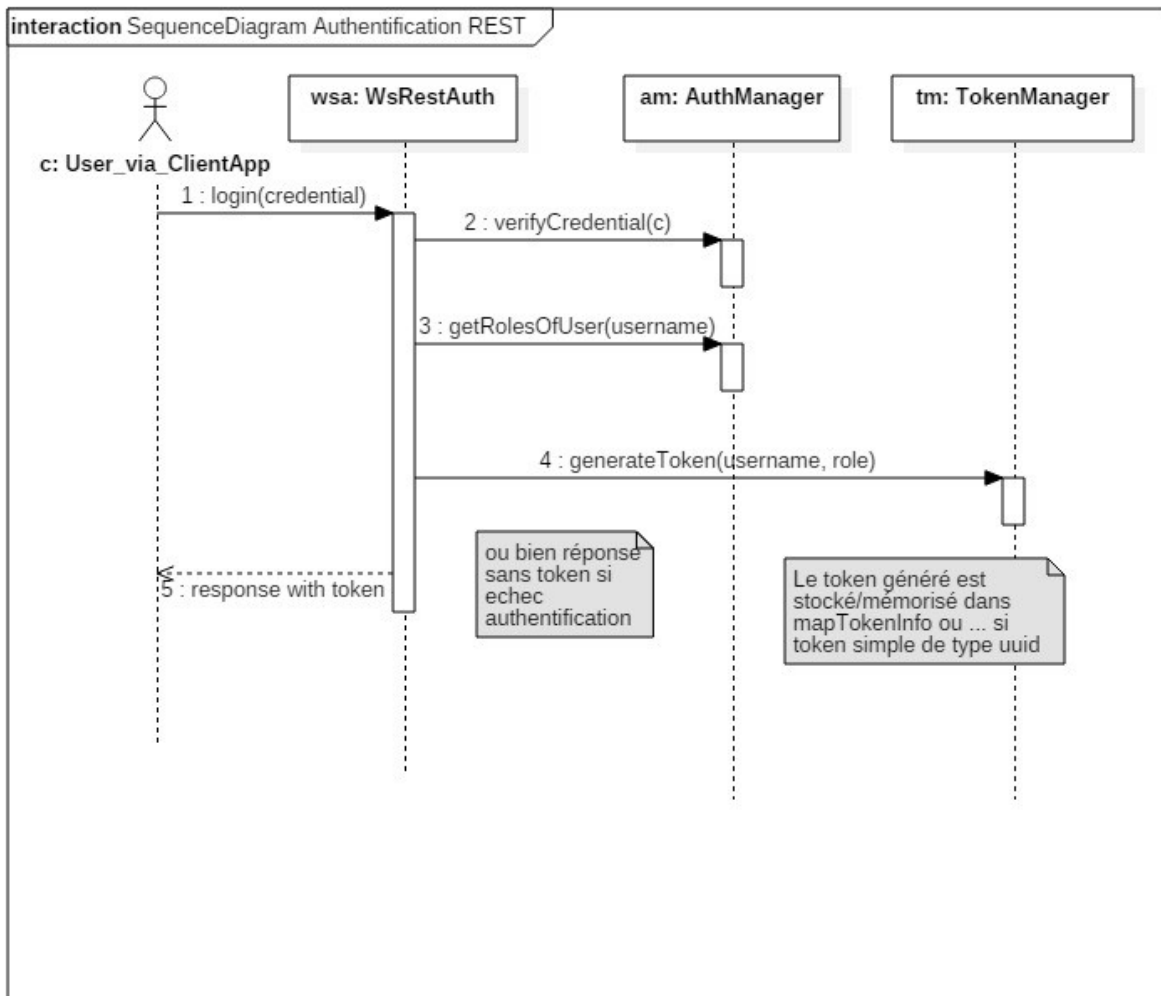 interaction SequenceDiagram Authentification REST
wsa: WsRestAuth
am: AuthManager
tm: TokenManager
c: User_via_ClientApp
1 : login(credential)
2 : verifyCredential(c)
3 : getRolesOfUser(username)
4 : generateToken(username, role)
5 : response with token
ou bien réponse
sans token si
echec
authentification
Le token généré est
stocké/mémorisé dans
mapTokenInfo ou ... si
token simple de type uuid